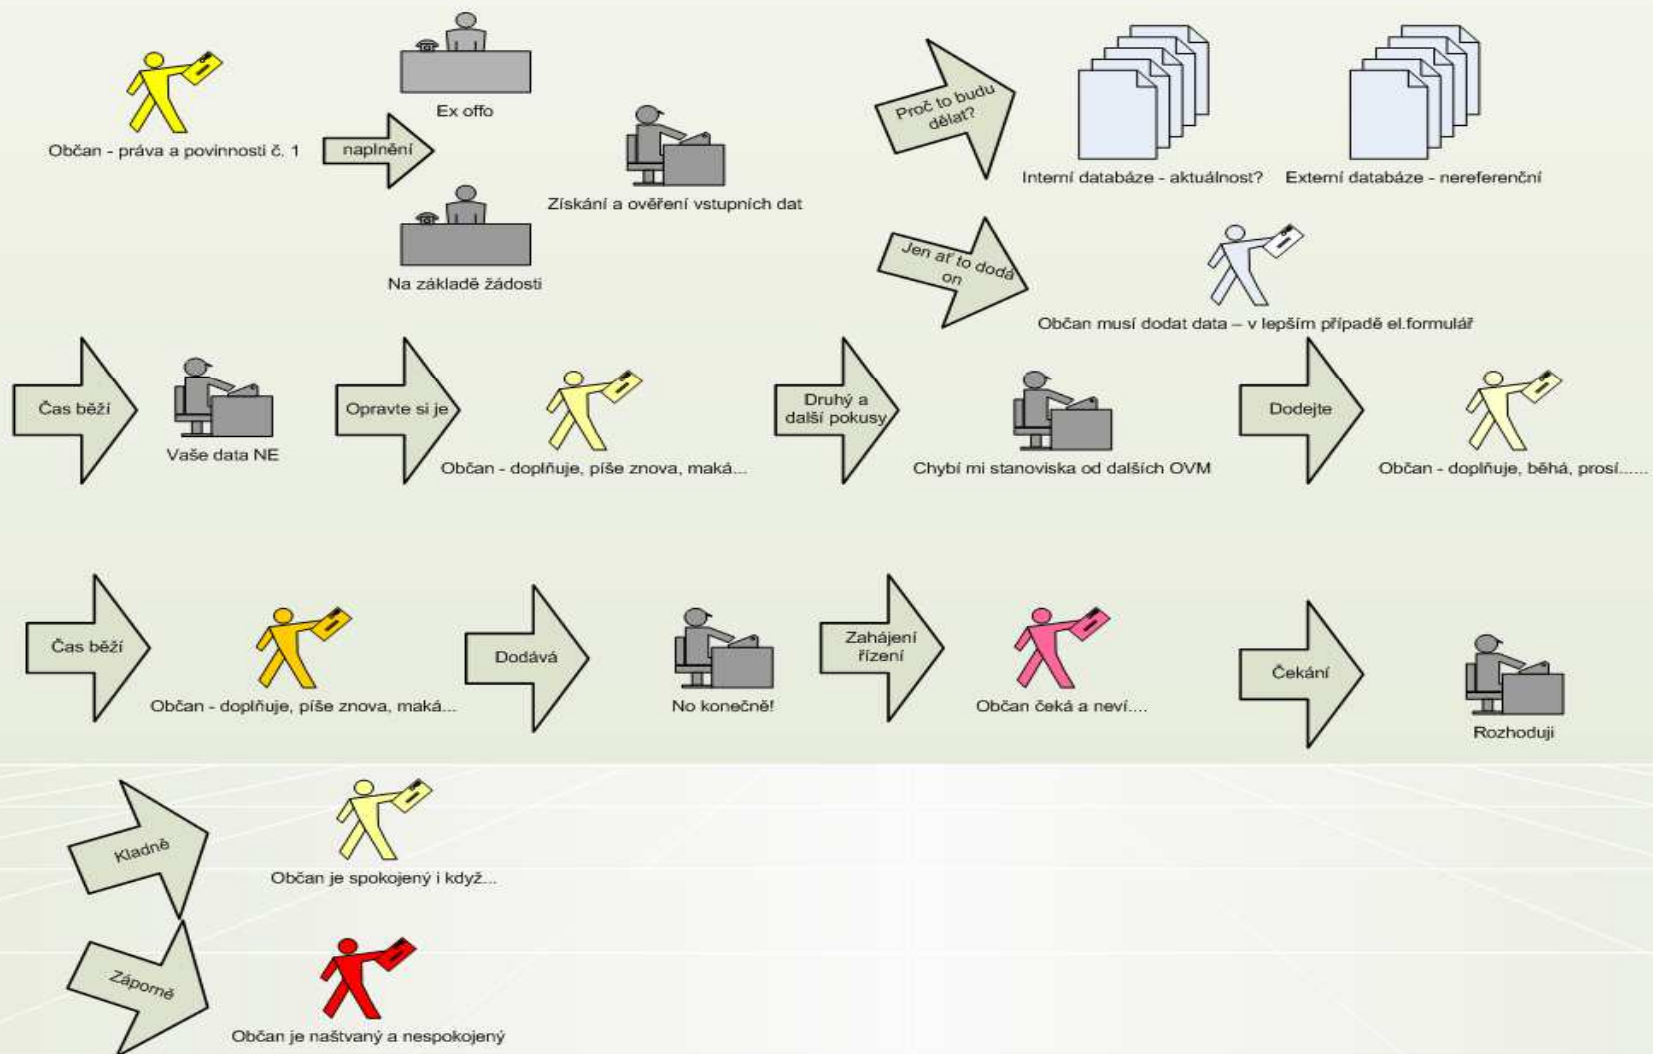 Ex offo
Občan - práva a povinnosti č. 1
naplnění
Získání a ověření vstupních dat
Na základě žádosti
Proč to budu
dělat?
Interní databáze - aktuálnost?
Externí databáze - nereferenční
Jen ať to dodá
on
Občan musí dodat data – v lepším případě el.formulář
Čas běží
Vaše data NE
Opravte si je
Občan - doplňuje, píše znova, maká...
Druhý a
další pokusy
Chybí mi stanoviska od dalších OVM
Dodejte
Občan - doplňuje, běhá, prosí......
Čas běží
Občan - doplňuje, píše znova, maká...
Dodává
No konečně!
Zahájení
řízení
Občan čeká a neví....
Čekání
Rozhoduji
Kladně
Občan je spokojený i když...
Záporně
Občan je naštvaný a nespokojený